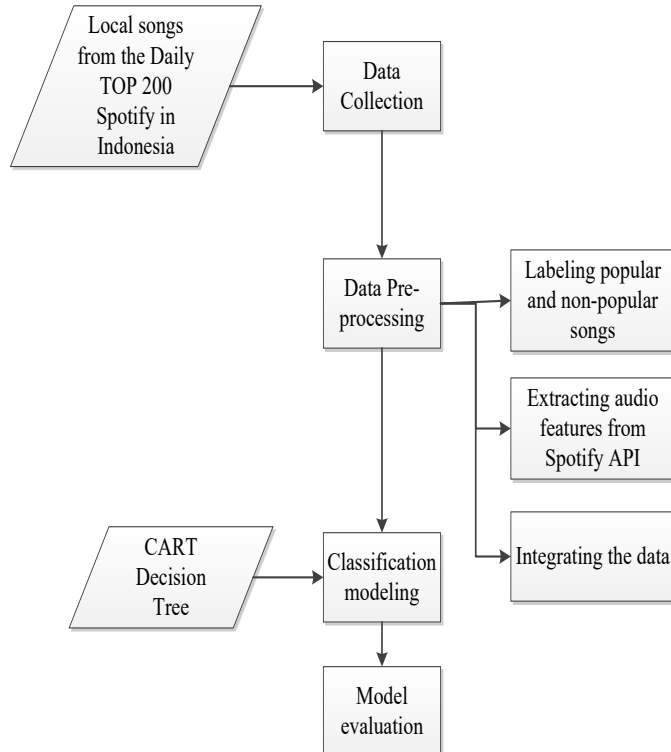 Local songs
from the Daily
TOP 200
Spotify in
Indonesia
Data
Collection
Data Pre-
processing
Labeling popular
and non-popular
songs
Extracting audio
features from
Spotify API
Integrating the data
CART
Decision
Tree
Classification
modeling
Model
evaluation